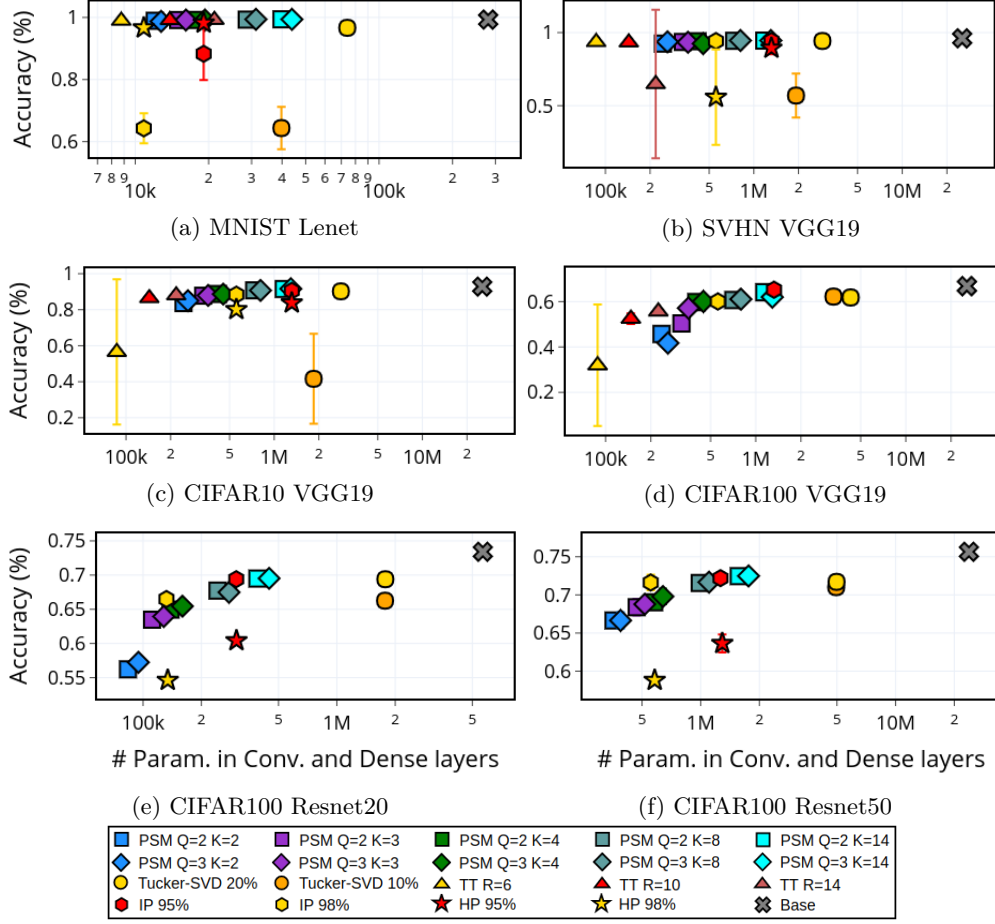 Accuracy (%)
1
0.8
0.6
7 8 9 10k 2 3 4 5 6 7 8 9 100k 2 3
(a) MNIST Lenet
1
0.5
100k 2 5 1M 2 5 10M 2
(b) SVHN VGG19
Accuracy (%)
1
0.8
0.6
0.4
0.2
100k 2 5 1M 2 5 10M 2
(c) CIFAR10 VGG19
0.6
0.4
0.2
100k 2 5 1M 2 5 10M 2
(d) CIFAR100 VGG19
Accuracy (%)
0.75
0.7
0.65
0.6
0.55
100k 2 5 1M 2 5
# Param. in Conv. and Dense layers
(e) CIFAR100 Resnet20
0.75
0.7
0.65
0.6
5 1M 2 5 10M 2
# Param. in Conv. and Dense layers
(f) CIFAR100 Resnet50
PSM Q=2 K=2 PSM Q=2 K=3 PSM Q=2 K=4 PSM Q=2 K=8 PSM Q=2 K=14
PSM Q=3 K=2 PSM Q=3 K=3 PSM Q=3 K=4 PSM Q=3 K=8 PSM Q=3 K=14
Tucker-SVD 20% Tucker-SVD 10% TT R=6 TT R=10 TT R=14
IP 95% IP 98% HP 95% HP 98% Base